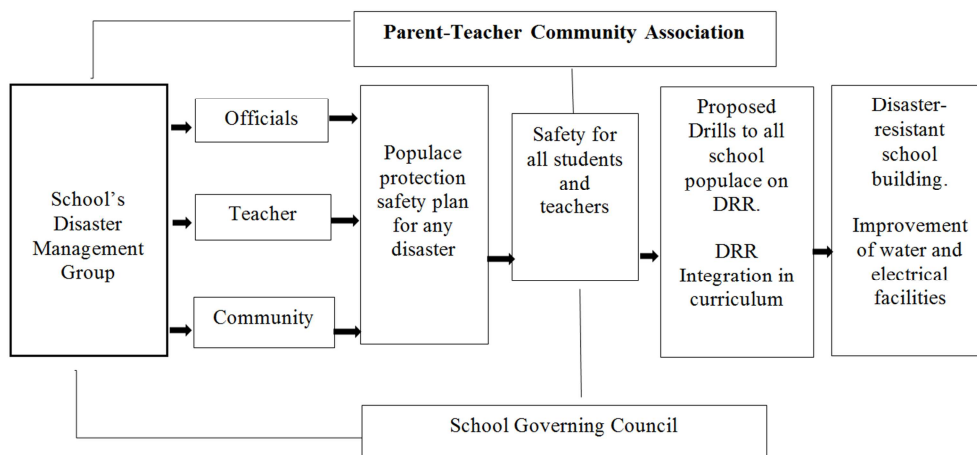 Parent-Teacher Community Association
School’s
Disaster
Management
Group
Officials
Teacher
Community
Populace
protection
safety plan
for any
disaster
Safety for
all students
and
teachers
Proposed
Drills to all
school
populace on
DRR.
DRR
Integration in
curriculum
Disaster-
resistant
school
building.
Improvement
of water and
electrical
facilities
School Governing Council